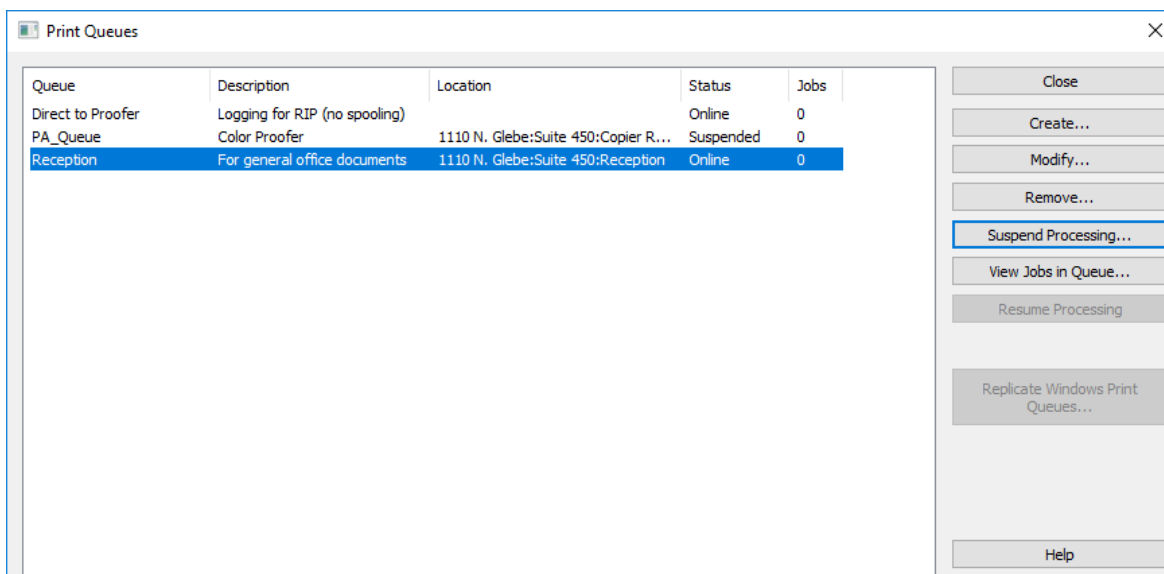 Print Queues
Queue Description Location Status Jobs
Direct to Proofer Logging for RIP (no spooling) Online 0
PA_Queue Color Proofer 1110 N. Glebe:Suite 450:Copier R... Suspended 0
Reception For general office documents 1110 N. Glebe:Suite 450:Reception Online 0
Close
Create...
Modify...
Remove...
Suspend Processing...
View Jobs in Queue...
Resume Processing
Replicate Windows Print
Queues...
Help